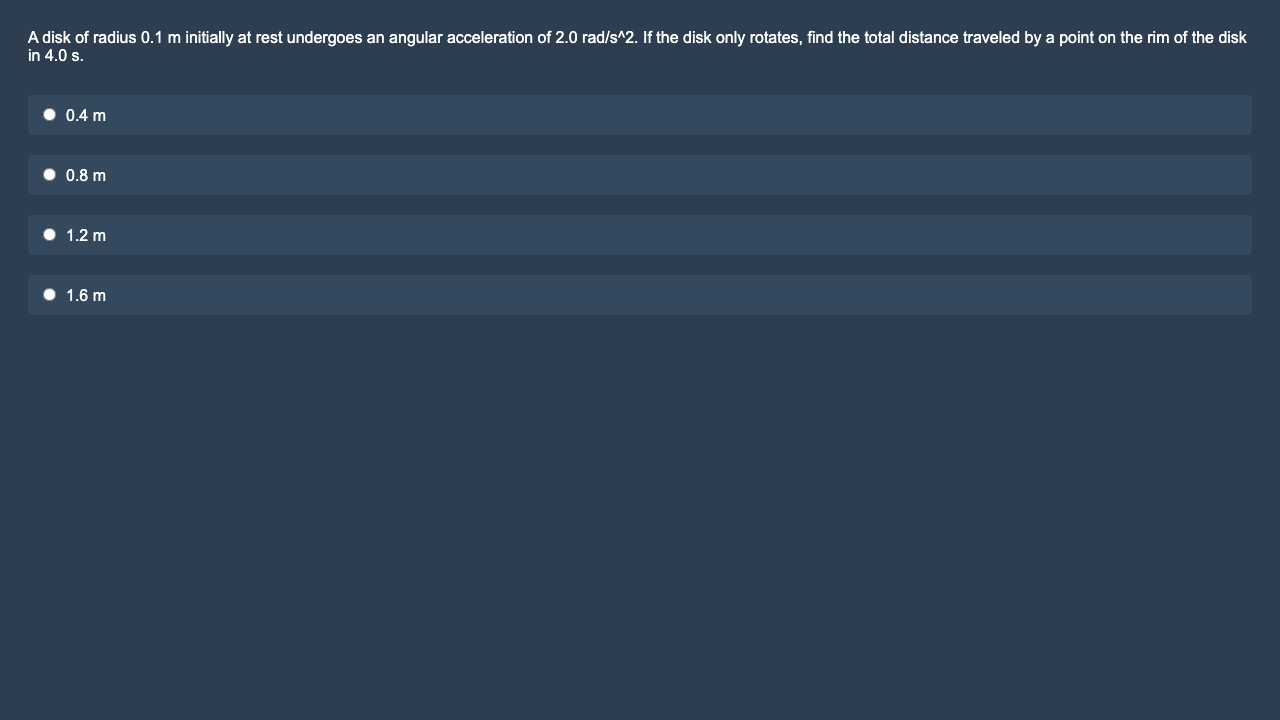 A disk of radius 0.1 m initially at rest undergoes an angular acceleration of 2.0 rad/s^2. If the disk only rotates, find the total distance traveled by a point on the rim of the disk
in 4.0 s.
0.4 m
0.8 m
1.2 m
1.6 m